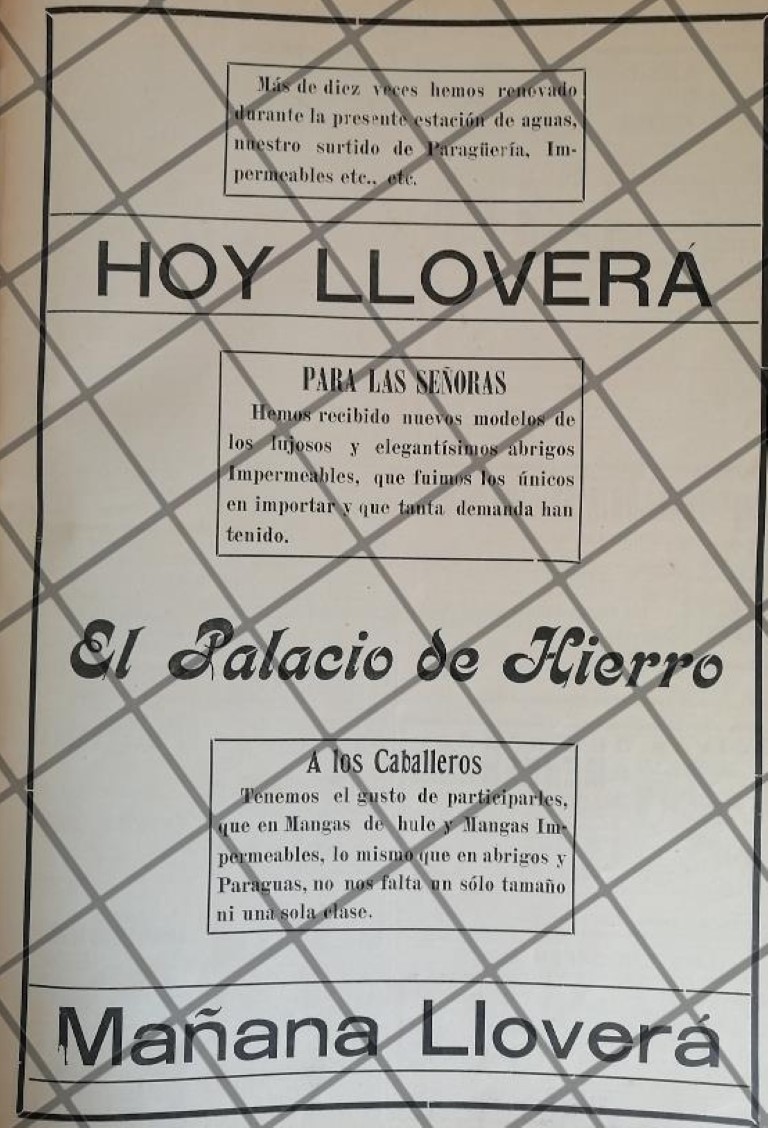 Más de diez veces hemos renovado
durante la presente estación de aguas,
nuestro surtido de Paragüería, Im-
permeables etc.. etc.
HOY LLOVERÁ
PARA LAS SEÑORAS
Hemos recibido nuevos modelos de
los lujosos y elegantísimos abrigos
Impermeables, que fuimos los únicos
en importar y que tanta demanda han
tenido.
El Palacio de Hierro
A los Caballeros
Tenemos el gusto de participarles,
que en Mangas de hule y Mangas Im-
permeables, lo mismo que en abrigos y
Paraguas, no nos falta un sólo tamaño
ni una sola clase.
Mañana Lloverá